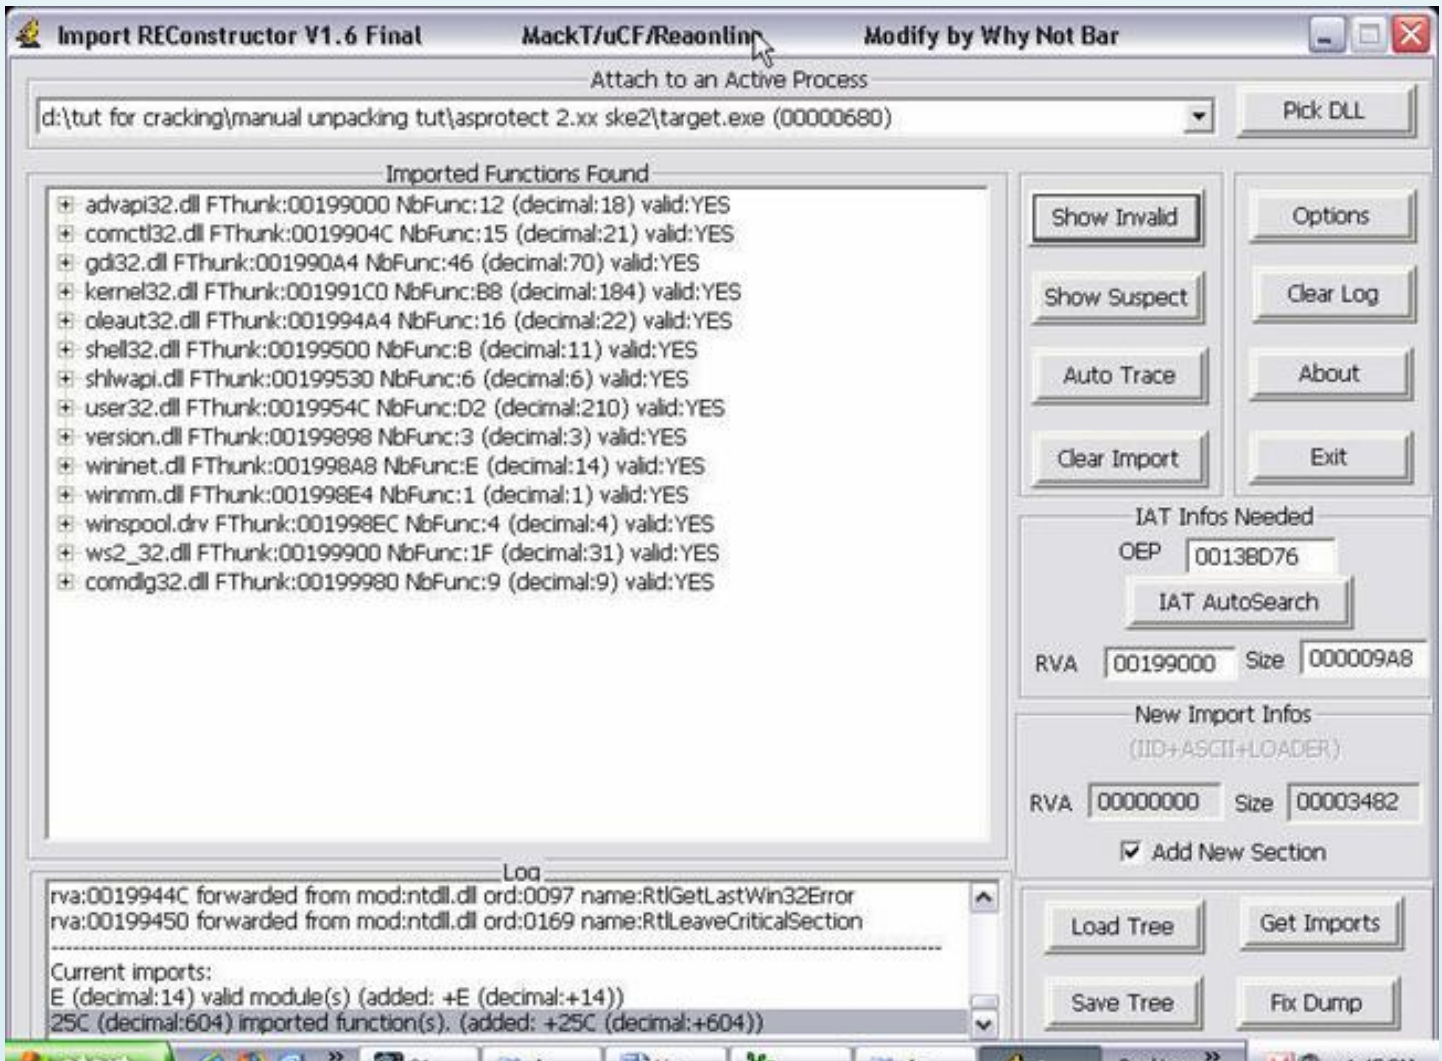 Import REConstructor V1.6 Final MackT/uCF/Reaonline Modify by Why Not Bar
Attach to an Active Process
d:\tut for cracking\manual unpacking tut\asprotect 2.xx ske2\target.exe (00000680)
Pick DLL
Imported Functions Found
advapi32.dll FThunk:00199000 NbFunc:12 (decimal:18) valid:YES
comctl32.dll FThunk:0019904C NbFunc:15 (decimal:21) valid:YES
gdi32.dll FThunk:001990A4 NbFunc:46 (decimal:70) valid:YES
kernel32.dll FThunk:001991C0 NbFunc:B8 (decimal:184) valid:YES
oleaut32.dll FThunk:001994A4 NbFunc:16 (decimal:22) valid:YES
shell32.dll FThunk:00199500 NbFunc:B (decimal:11) valid:YES
shlwapi.dll FThunk:00199530 NbFunc:6 (decimal:6) valid:YES
user32.dll FThunk:0019954C NbFunc:D2 (decimal:210) valid:YES
version.dll FThunk:00199898 NbFunc:3 (decimal:3) valid:YES
wininet.dll FThunk:001998A8 NbFunc:E (decimal:14) valid:YES
winmm.dll FThunk:001998E4 NbFunc:1 (decimal:1) valid:YES
winspool.drv FThunk:001998EC NbFunc:4 (decimal:4) valid:YES
ws2_32.dll FThunk:00199900 NbFunc:1F (decimal:31) valid:YES
comdlg32.dll FThunk:00199980 NbFunc:9 (decimal:9) valid:YES
Show Invalid
Options
Show Suspect
Clear Log
Auto Trace
About
Clear Import
Exit
IAT Infos Needed
OEP 0013BD76
IAT AutoSearch
RVA 00199000 Size 000009A8
New Import Infos
(IID+ASCII+LOADER)
RVA 00000000 Size 00003482
Add New Section
Log
rva:0019944C forwarded from mod:ntdll.dll ord:0097 name:RtlGetLastWin32Error
rva:00199450 forwarded from mod:ntdll.dll ord:0169 name:RtlLeaveCriticalSection
Current imports:
E (decimal:14) valid module(s) (added: +E (decimal:+14))
25C (decimal:604) imported function(s). (added: +25C (decimal:+604))
Load Tree
Get Imports
Save Tree
Fix Dump